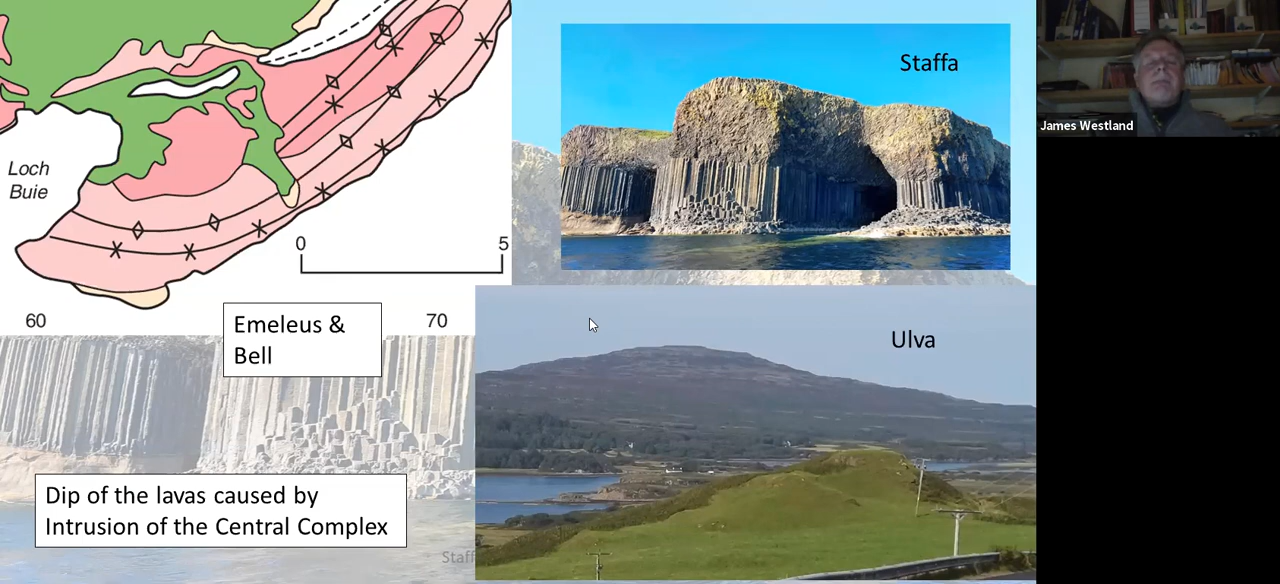 Loch
Buie
0
5
60
70
Emeleus &
Bell
Dip of the lavas caused by
Intrusion of the Central Complex
Staff
Staffa
Ulva
James Westland